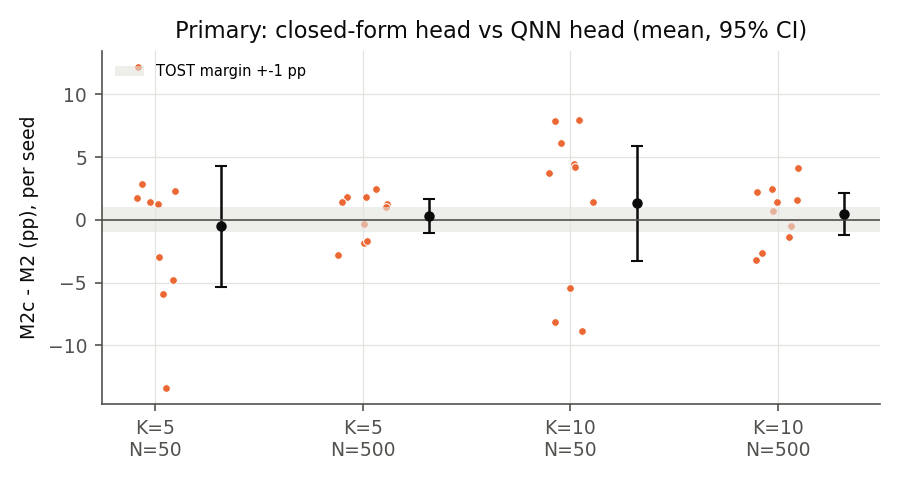 Primary: closed-form head vs QNN head (mean, 95% CI)
TOST margin +-1 pp
M2c - M2 (pp), per seed
10
5
0
−5
−10
K=5
N=50
K=5
N=500
K=10
N=50
K=10
N=500